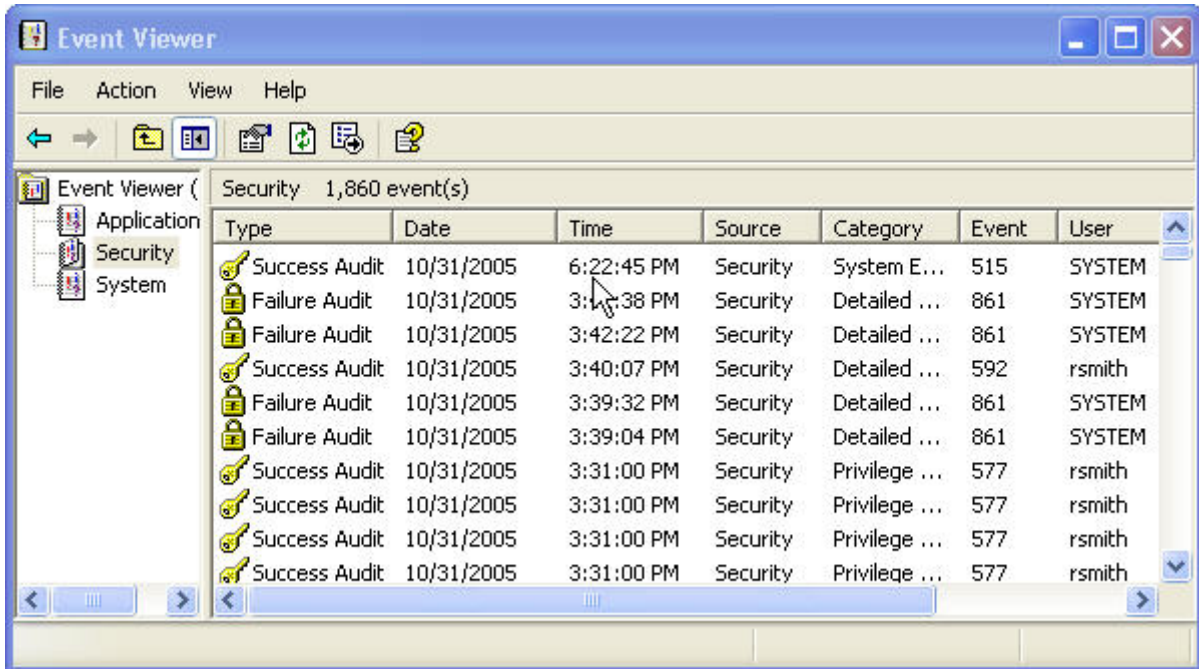 Event Viewer
File Action View Help
Event Viewer ( Security 1,860 event(s)
Application
Security
System
Type Date Time Source Category Event User
Success Audit 10/31/2005 6:22:45 PM Security System E... 515 SYSTEM
Failure Audit 10/31/2005 Security Detailed ... 861 SYSTEM
Failure Audit 10/31/2005 3:42:22 PM Security Detailed ... 861 SYSTEM
Success Audit 10/31/2005 3:40:07 PM Security Detailed ... 592 rsmith
Failure Audit 10/31/2005 3:39:32 PM Security Detailed ... 861 SYSTEM
Failure Audit 10/31/2005 3:39:04 PM Security Detailed ... 861 SYSTEM
Success Audit 10/31/2005 3:31:00 PM Security Privilege ... 577 rsmith
Success Audit 10/31/2005 3:31:00 PM Security Privilege ... 577 rsmith
Success Audit 10/31/2005 3:31:00 PM Security Privilege ... 577 rsmith
Success Audit 10/31/2005 3:31:00 PM Security Privilege ... 577 rsmith